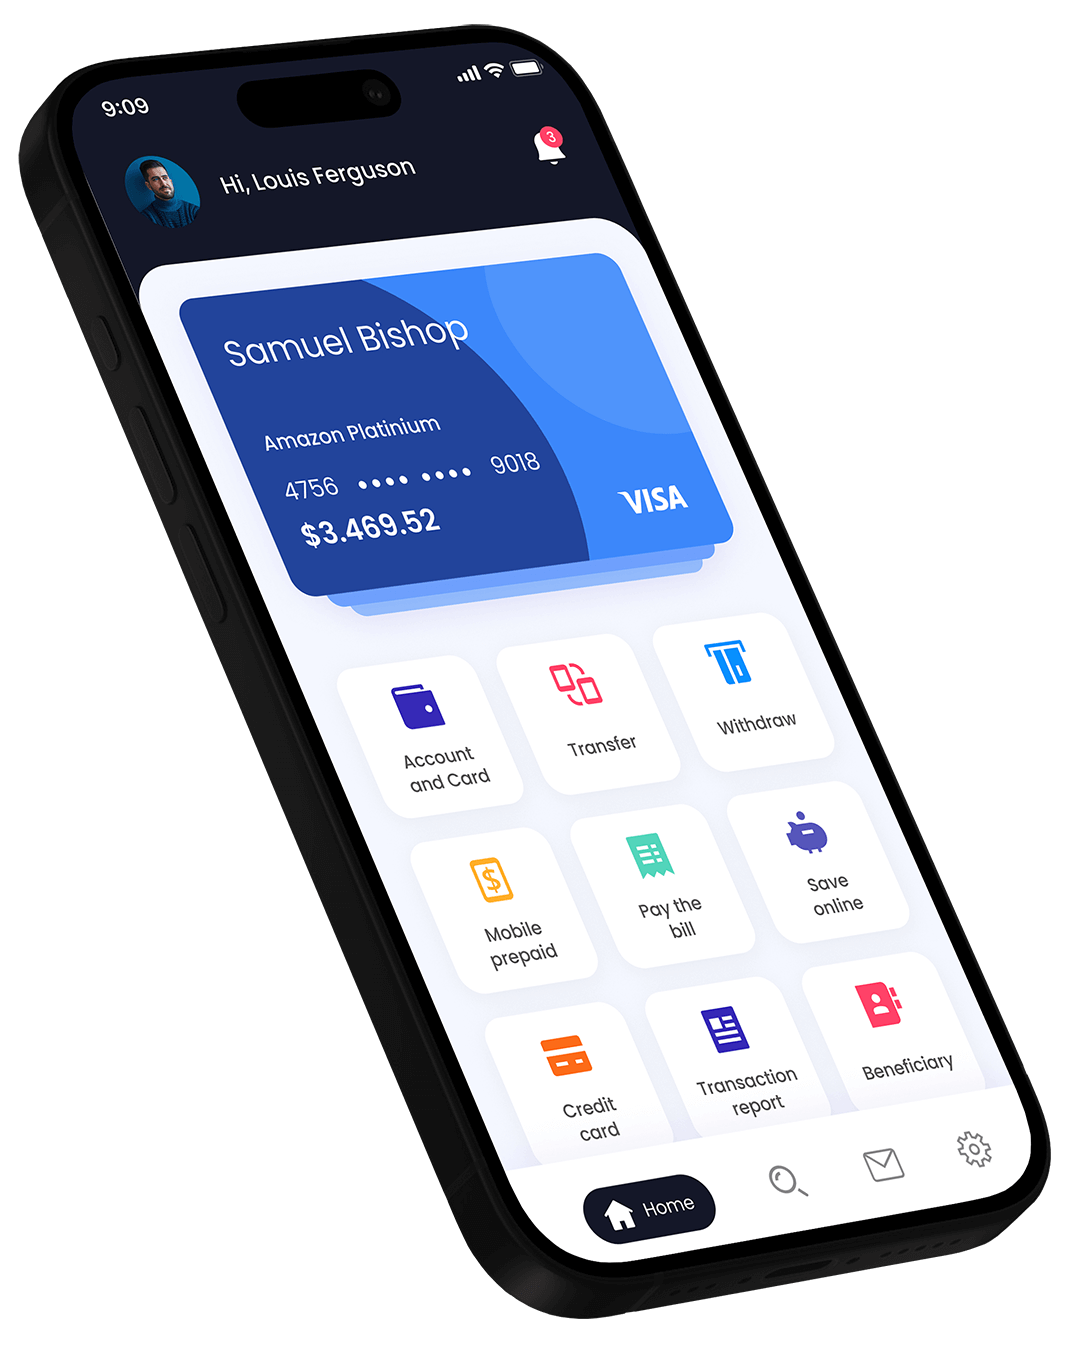 9:09
Hi, Louis Ferguson
3
Samuel Bishop
Amazon Platinium
4756 •••• •••• 9018
$3.469.52
VISA
Account
and Card
Transfer
Withdraw
Mobile
prepaid
Pay the
bill
Save
online
Credit
card
Transaction
report
Beneficiary
Home